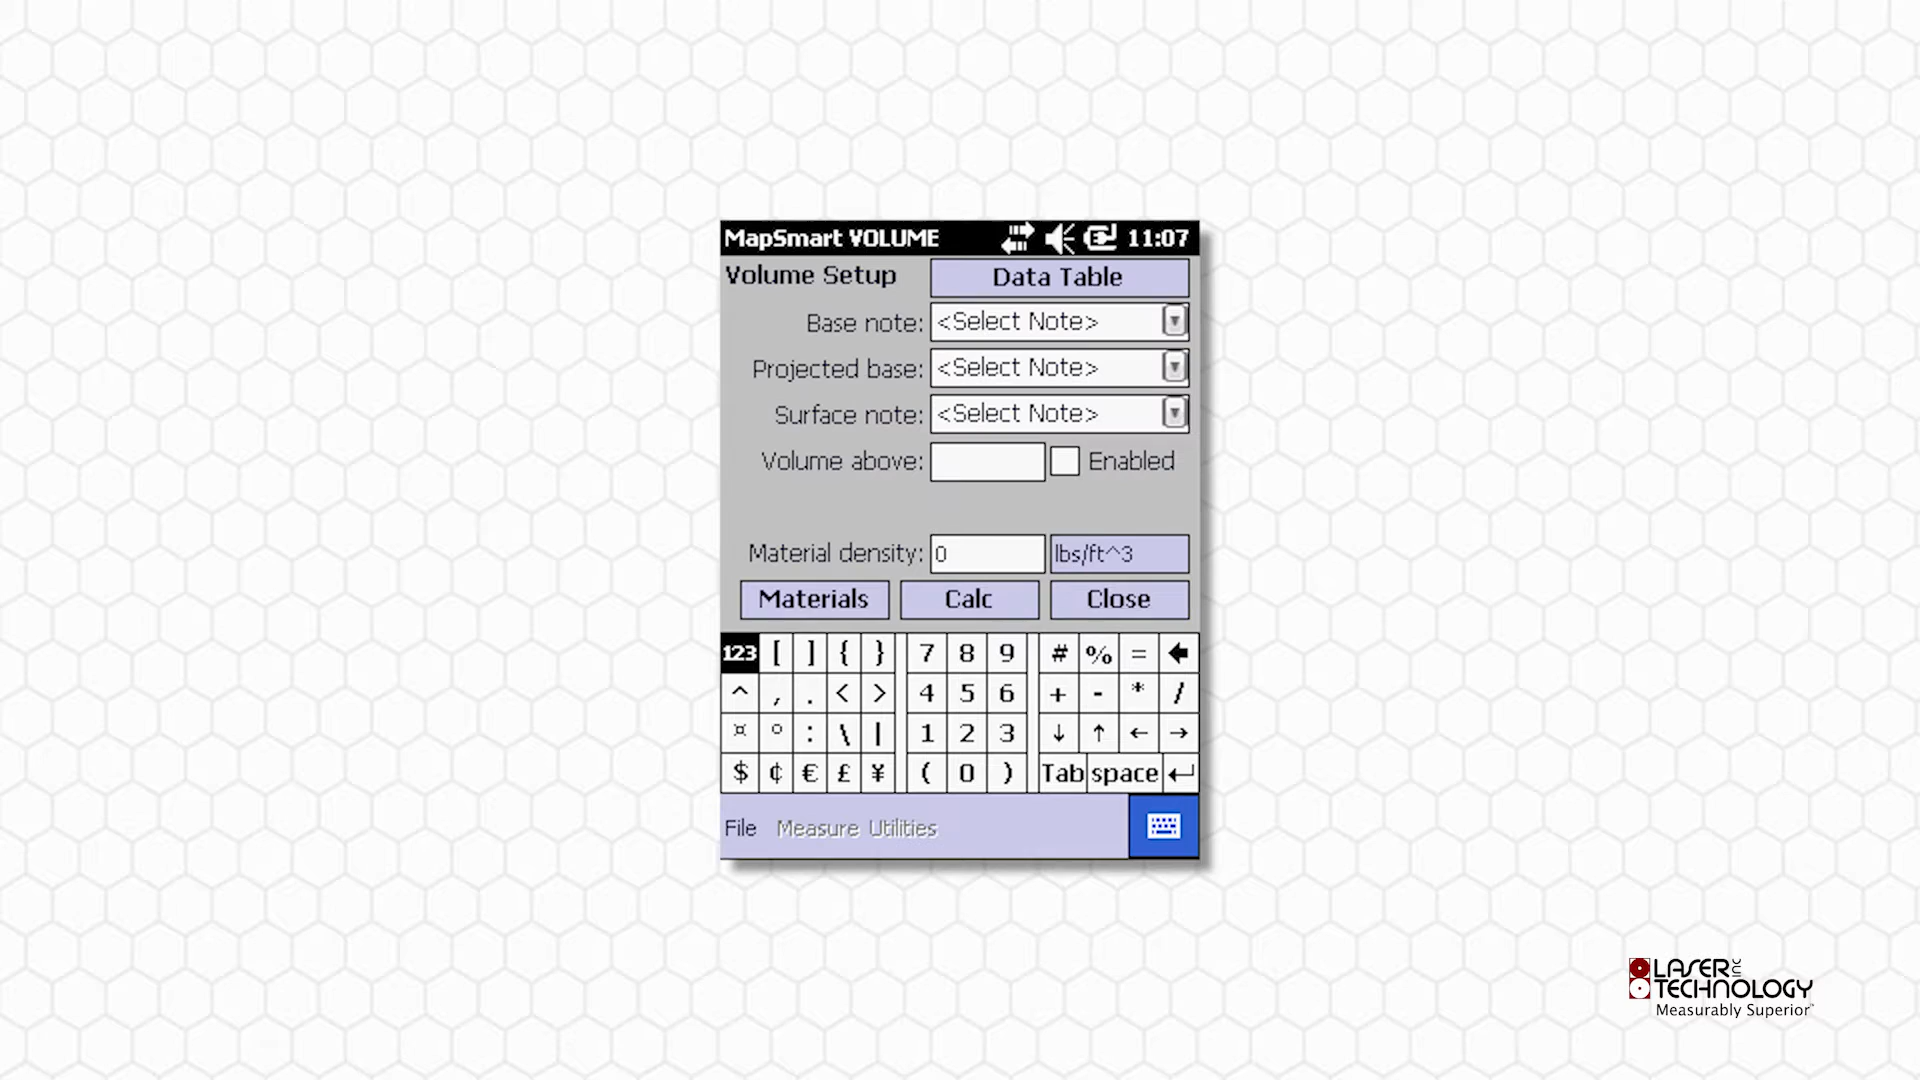 MapSmart VOLUME 11:07
Volume Setup Data Table
Base note: <Select Note>
Projected base: <Select Note>
Surface note: <Select Note>
Volume above: Enabled
Material density: 0 lbs/ft^3
Materials Calc Close
123 [ ] { } 7 8 9 # % =
^ , . < > 4 5 6 + - * /
¤ ° : \ | 1 2 3 ↓ ↑ ← →
$ ¢ € £ ¥ ( 0 ) Tab space
File Measure Utilities
LASER INC
TECHNOLOGY
Measurably Superior™